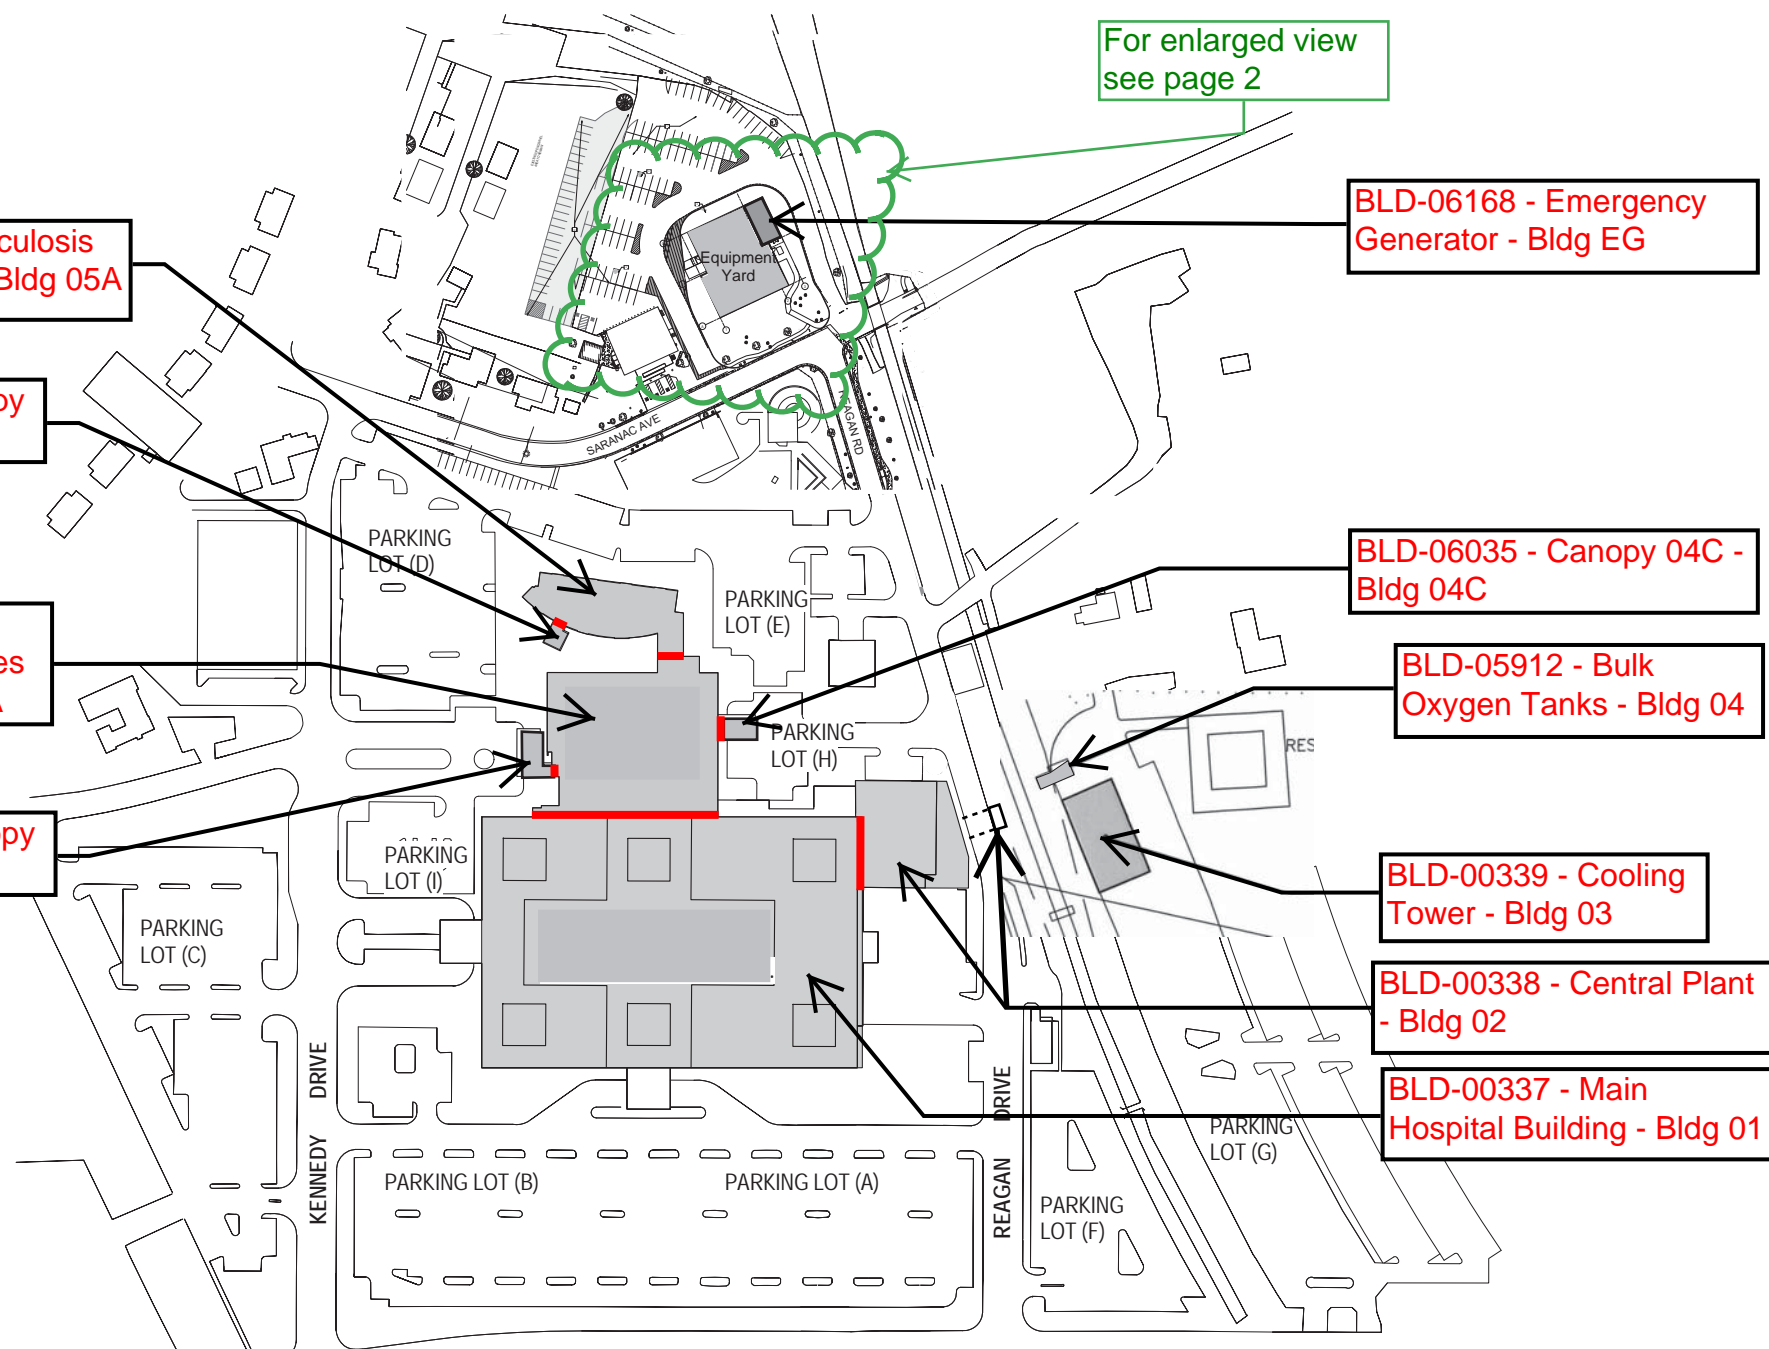 For enlarged view
see page 2
BLD-06168 - Emergency
Generator - Bldg EG
culosis
Bldg 05A
Equipment
Yard
SARANAC AVE
REAGAN RD
PARKING
LOT (D)
BLD-06035 - Canopy 04C -
Bldg 04C
PARKING
LOT (E)
es
BLD-05912 - Bulk
Oxygen Tanks - Bldg 04
PARKING
LOT (H)
RES
py
PARKING
LOT (I)
BLD-00339 - Cooling
Tower - Bldg 03
PARKING
LOT (C)
BLD-00338 - Central Plant
- Bldg 02
KENNEDY DRIVE
REAGAN DRIVE
BLD-00337 - Main
Hospital Building - Bldg 01
PARKING
LOT (G)
PARKING LOT (B)
PARKING LOT (A)
PARKING
LOT (F)